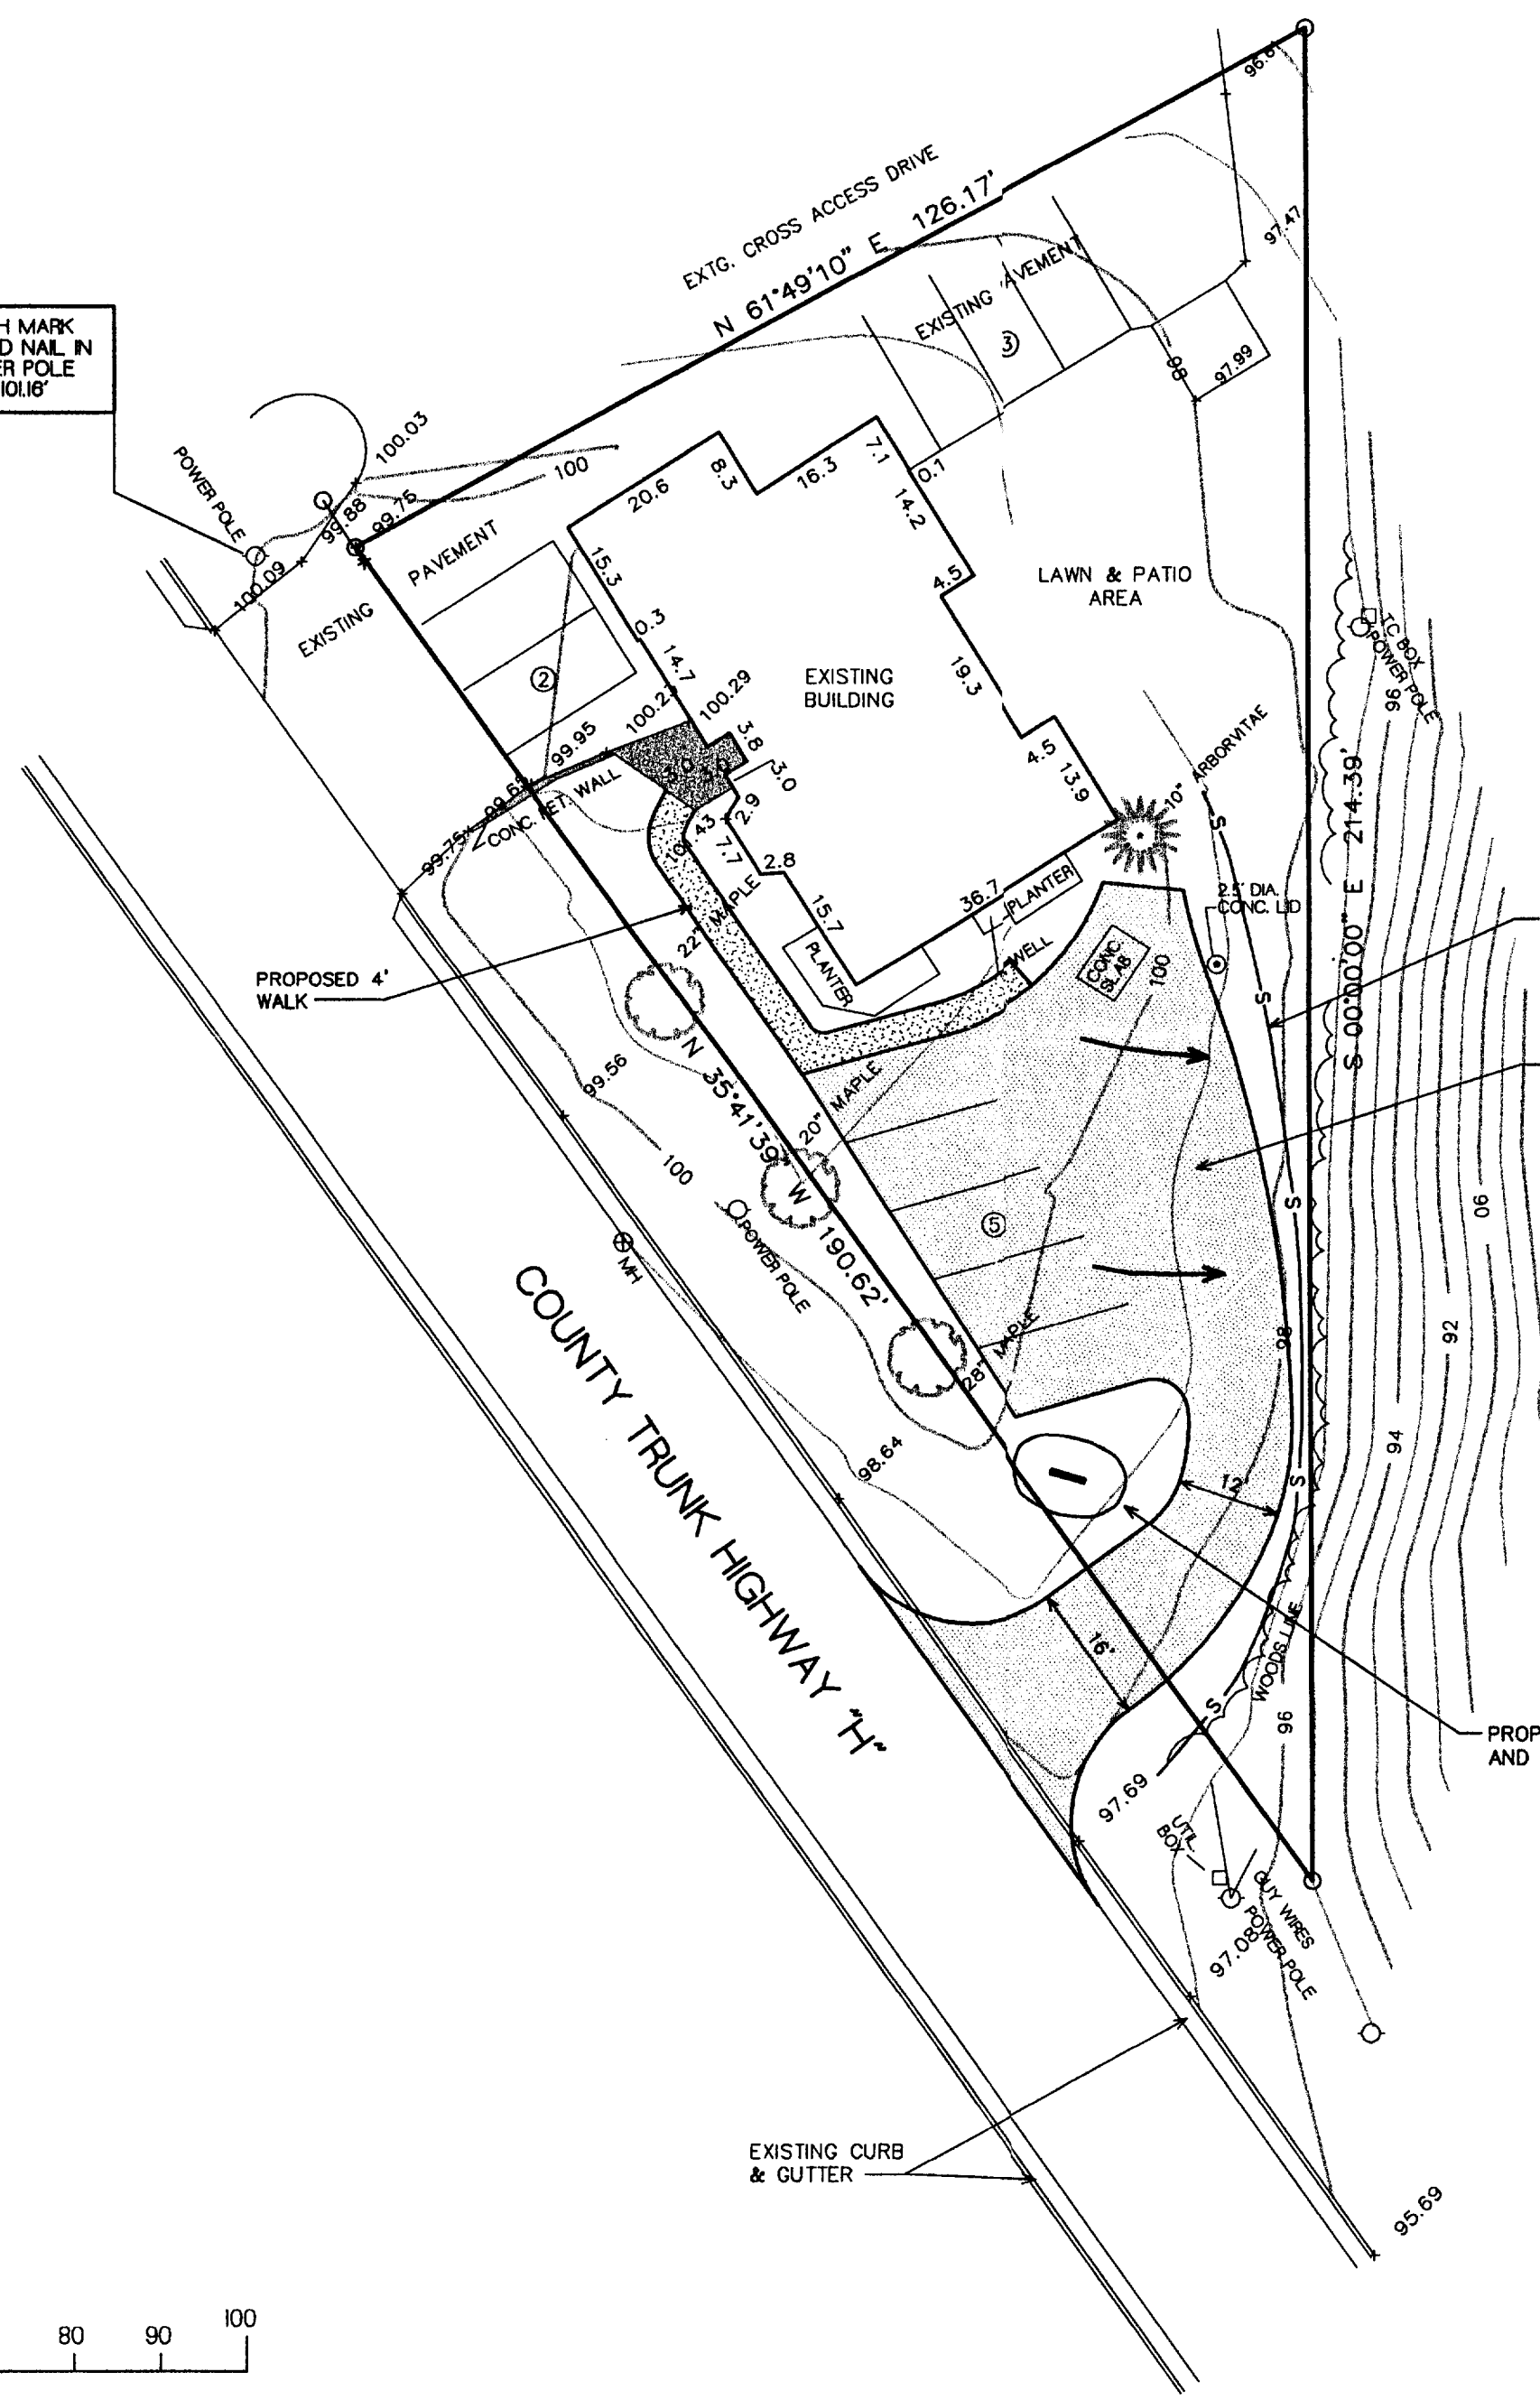 96.8
EXTG. CROSS ACCESS DRIVE
N 61°49'10" E 126.17'
97.47
EXISTING AVEMENT
3
98
97.99
H MARK
D NAIL IN
ER POLE
101.16'
POWER POLE
100.03
100
99.88
99.75
100.09
EXISTING
PAVEMENT
2
20.6
8.3
16.3
7.1
0.1
14.2
4.5
15.3
0.3
14.7
19.3
4.5
13.9
EXISTING
BUILDING
LAWN & PATIO
AREA
TC BOX
POWER POLE
96
10" ARBORVITAE
100.29
99.95
99.63
99.75
CONC. RET. WALL
3.8
3.0
3.0
3.0
2.9
7.7
2.8
15.7
36.7
PLANTER
PLANTER
WELL
CONC.
SLAB
100
2.5' DIA.
CONC. LID
S 00°00'00" E 214.39'
S
S
S
S
S
PROPOSED 4'
WALK
22" MAPLE
N 35°41'39" W 190.62'
99.56
100
20" MAPLE
POWER POLE
MH
5
28" MAPLE
98
90
92
94
98.64
12'
16'
COUNTY TRUNK HIGHWAY "H"
WOODS LINE
96
PROP
AND
97.69
UTIL.
BOX
GUY WIRES
POWER POLE
97.08
EXISTING CURB
& GUTTER
95.69
80 90 100